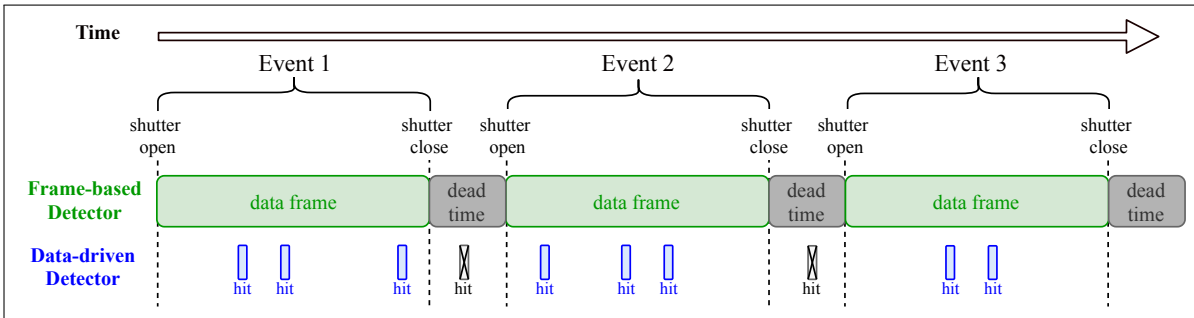 Time
Event 1
Event 2
Event 3
shutter
open
shutter
close
shutter
open
shutter
close
shutter
open
shutter
close
Frame-based
Detector
data frame
dead
time
data frame
dead
time
data frame
dead
time
Data-driven
Detector
hit
hit
hit
hit
hit
hit
hit
hit
hit
hit